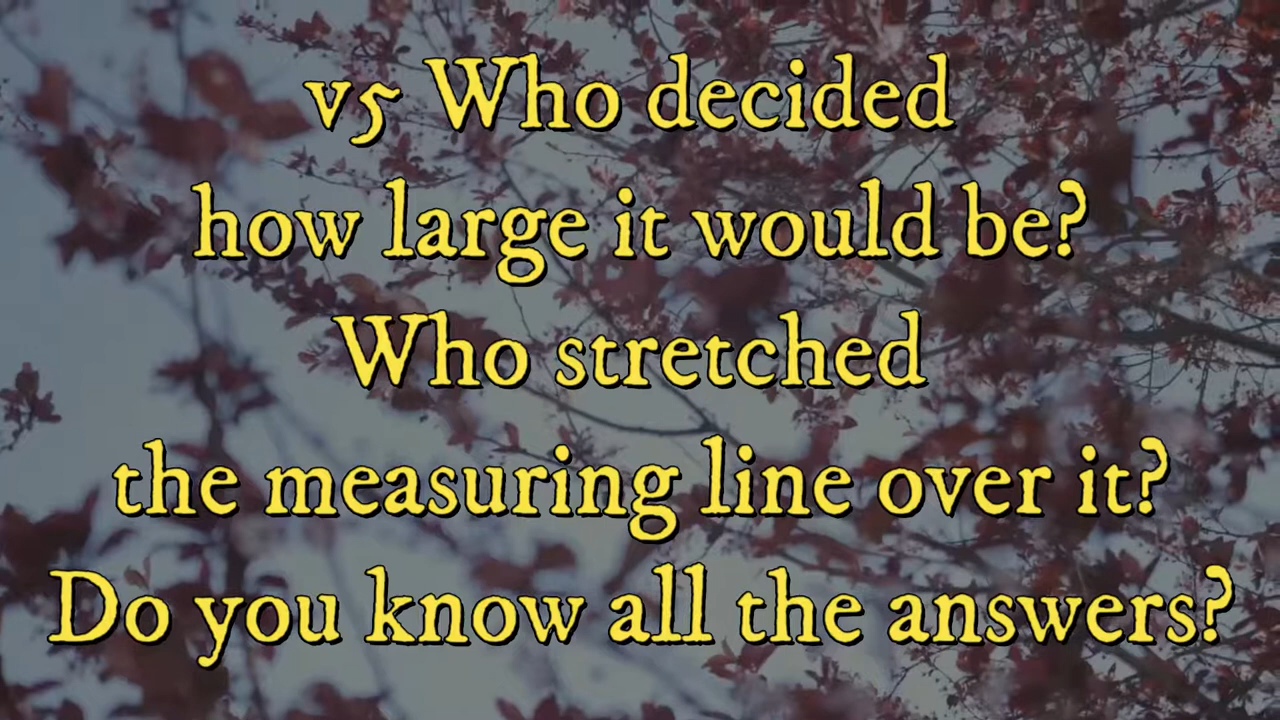 v5 Who decided
how large it would be?
Who stretched
the measuring line over it?
Do you know all the answers?